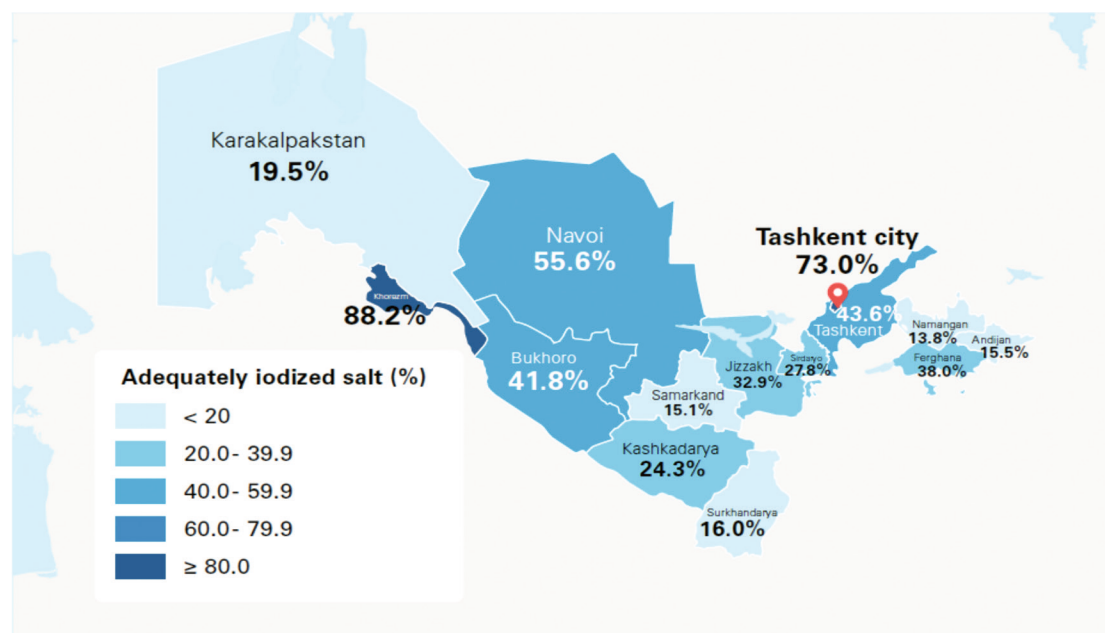 Karakalpakstan
19.5%
Navoi
55.6%
Tashkent city
73.0%
Khorazm
88.2%
43.6%
Tashkent
Namangan
13.8%
Andijan
15.5%
Ferghana
38.0%
Bukhoro
41.8%
Jizzakh
32.9%
Sirdaryo
27.8%
Samarkand
15.1%
Kashkadarya
24.3%
Surkhandarya
16.0%
Adequately iodized salt (%)
< 20
20.0- 39.9
40.0- 59.9
60.0- 79.9
≥ 80.0